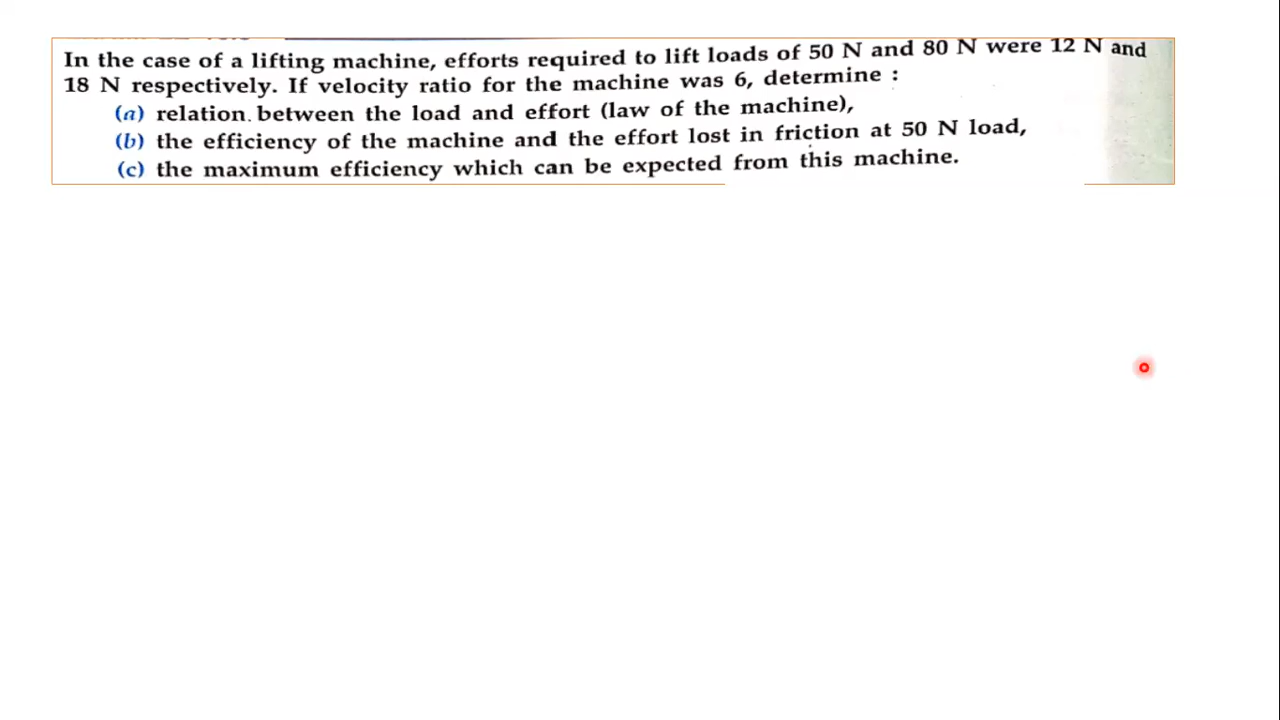 In the case of a lifting machine, efforts required to lift loads of 50 N and 80 N were 12 N and
18 N respectively. If velocity ratio for the machine was 6, determine :
(a) relation between the load and effort (law of the machine),
(b) the efficiency of the machine and the effort lost in friction at 50 N load,
(c) the maximum efficiency which can be expected from this machine.